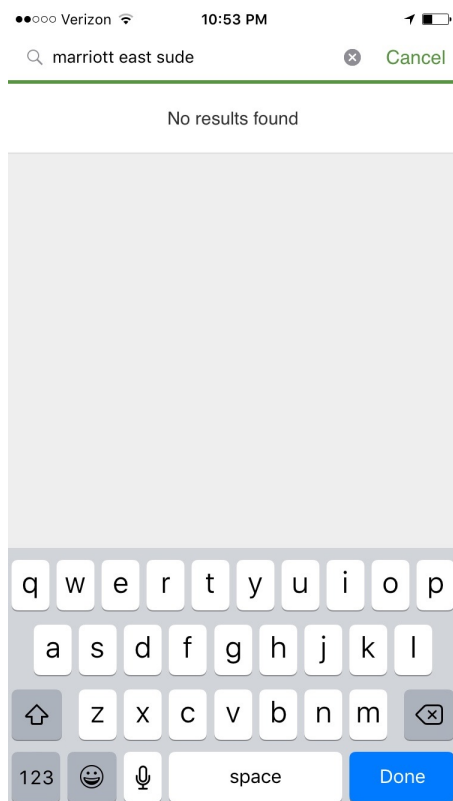 Verizon 10:53 PM
marriott east sude Cancel
No results found
q w e r t y u i o p
a s d f g h j k l
z x c v b n m
123 space Done